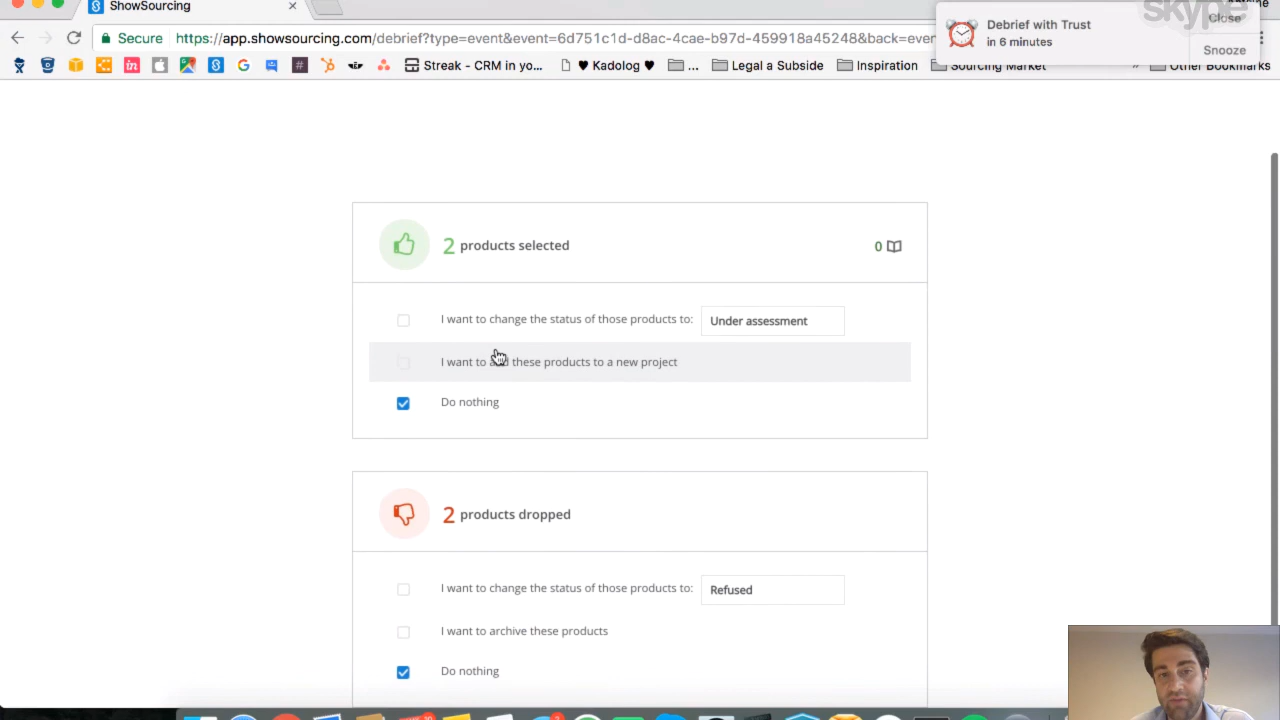 ShowSourcing
skype
Debrief with Trust
in 6 minutes
Close
Snooze
Secure https://app.showsourcing.com/debrief?type=event&event=6d751c1d-d8ac-4cae-b97d-459918a45248&back=even
Streak - CRM in yo... ♥ Kadolog ♥ ... Legal a Subade Inspiration Sourcing Market » Other Bookmarks
2 products selected
0
I want to change the status of those products to: Under assessment
I want to add these products to a new project
Do nothing
2 products dropped
I want to change the status of those products to: Refused
I want to archive these products
Do nothing